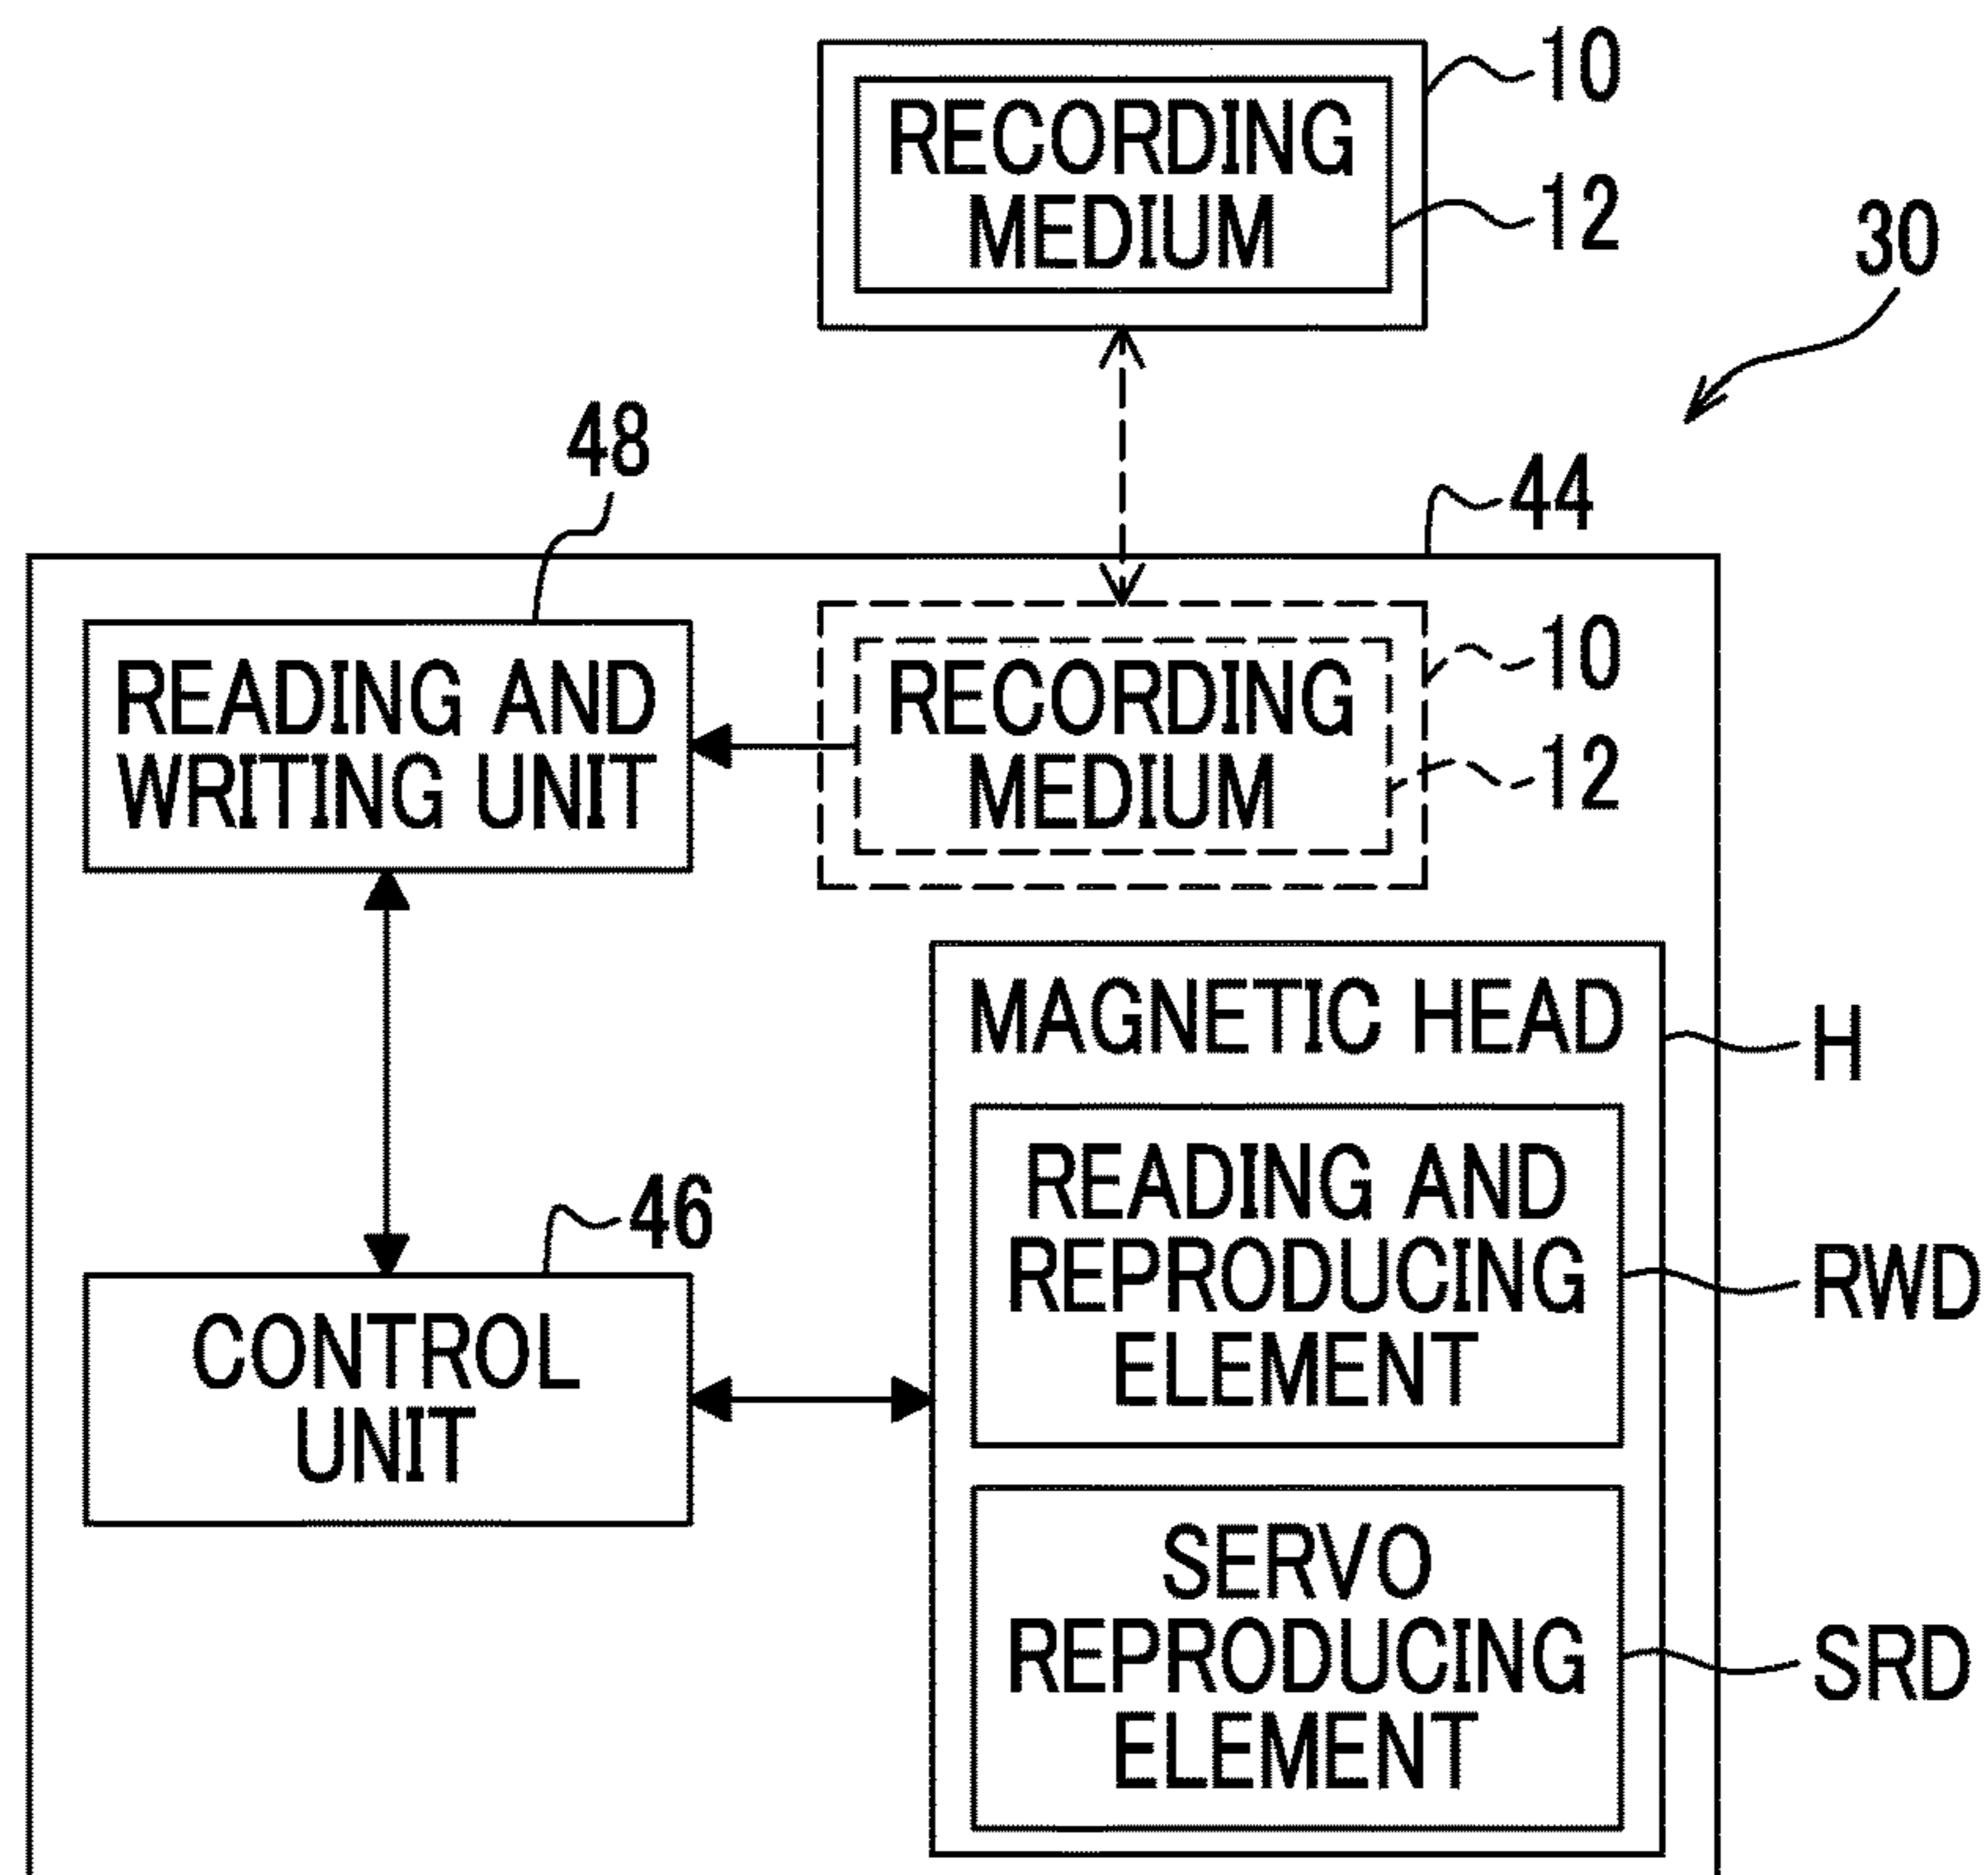 10
RECORDING
MEDIUM
12
30
48
44
READING AND
WRITING UNIT
RECORDING
MEDIUM
10
12
MAGNETIC HEAD
H
READING AND
REPRODUCING
ELEMENT
RWD
46
CONTROL
UNIT
SERVO
REPRODUCING
ELEMENT
SRD